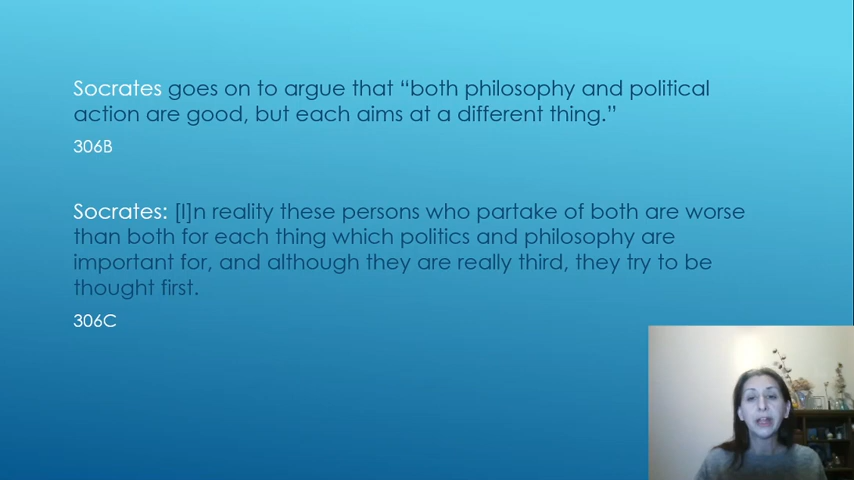 Socrates goes on to argue that “both philosophy and political
action are good, but each aims at a different thing.”
306B
Socrates: [I]n reality these persons who partake of both are worse
than both for each thing which politics and philosophy are
important for, and although they are really third, they try to be
thought first.
306C